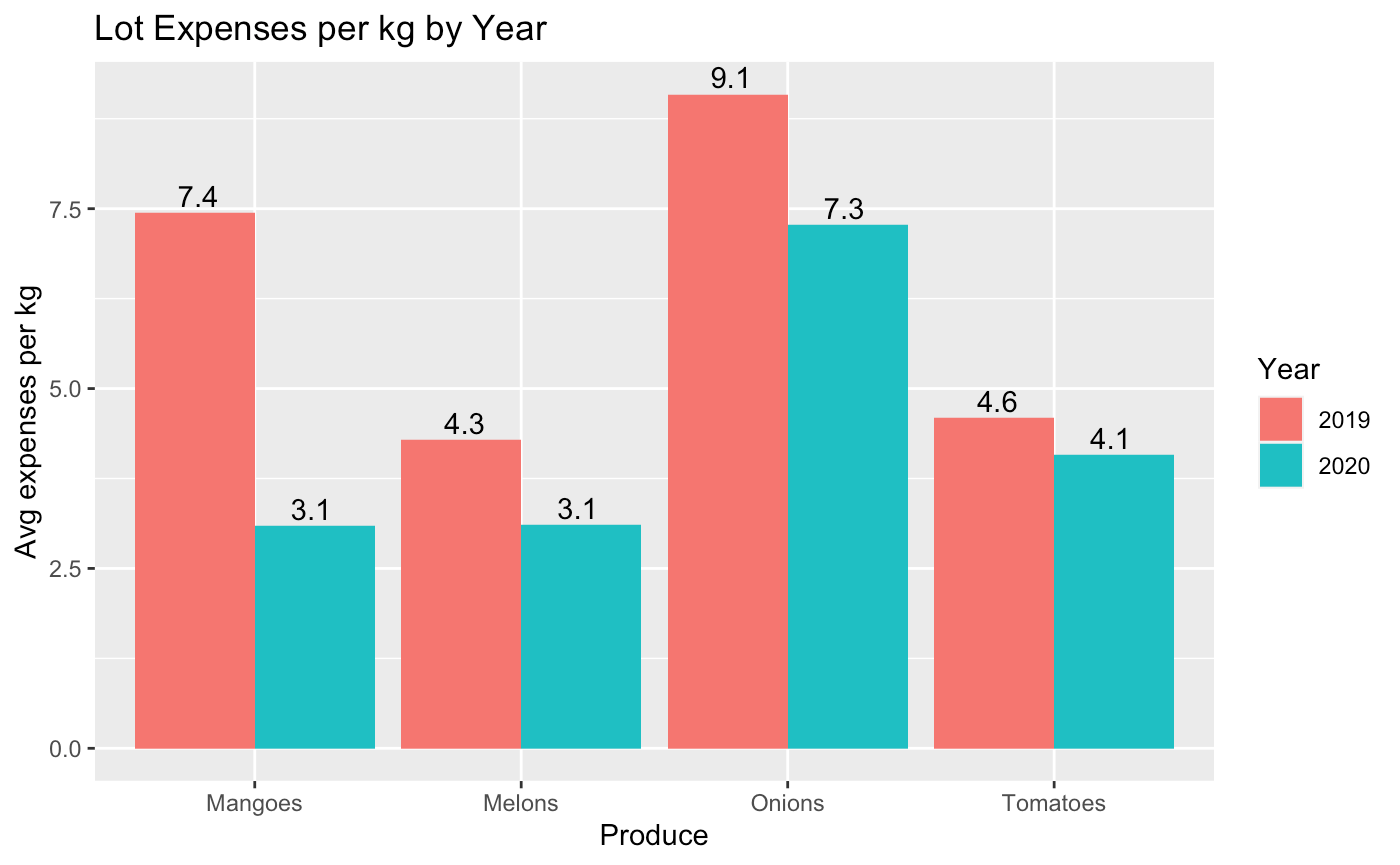 Lot Expenses per kg by Year
9.1
7.4
7.3
4.3
4.6
4.1
3.1
3.1
7.5
5.0
2.5
0.0
Avg expenses per kg
Mangoes Melons Onions Tomatoes
Produce
Year
2019
2020